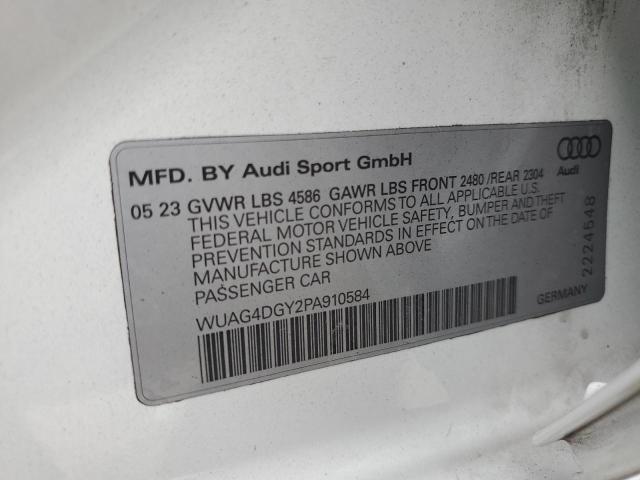 MFD. BY Audi Sport GmbH
Audi
05 23 GVWR LBS 4586 GAWR LBS FRONT 2480 /REAR 2304
THIS VEHICLE CONFORMS TO ALL APPLICABLE U.S.
FEDERAL MOTOR VEHICLE SAFETY, BUMPER AND THEFT
PREVENTION STANDARDS IN EFFECT ON THE DATE OF
MANUFACTURE SHOWN ABOVE
PASSENGER CAR
WUAG4DGY2PA910584
GERMANY
2224548